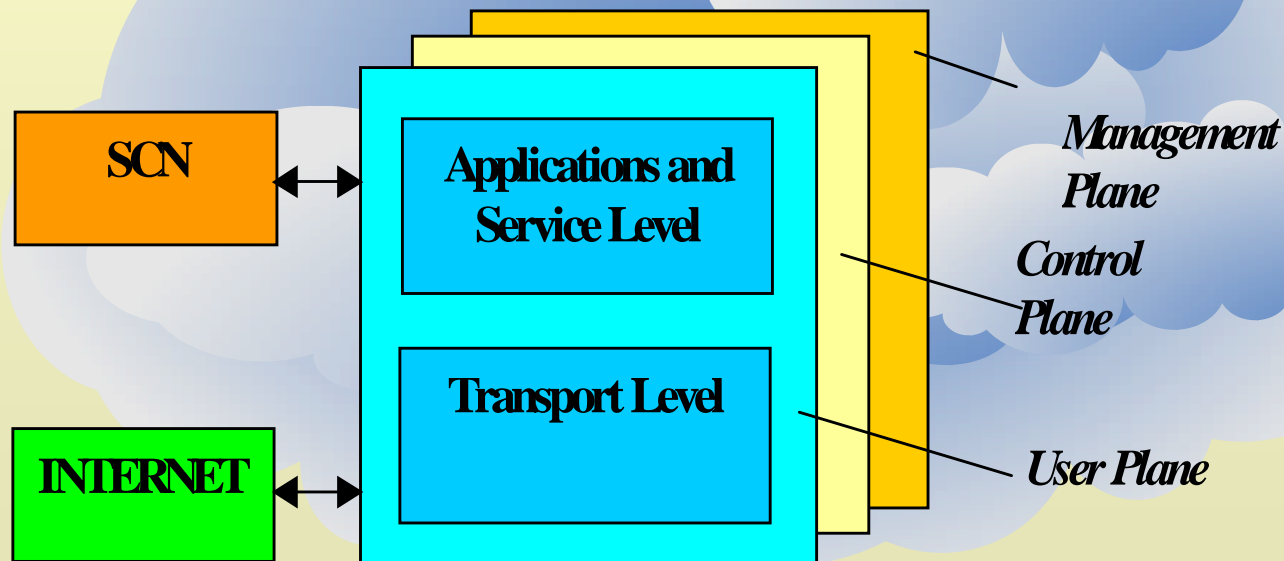 SCN
Applications and
Service Level
Management
Plane
Control
Plane
Transport Level
INTERNET
User Plane